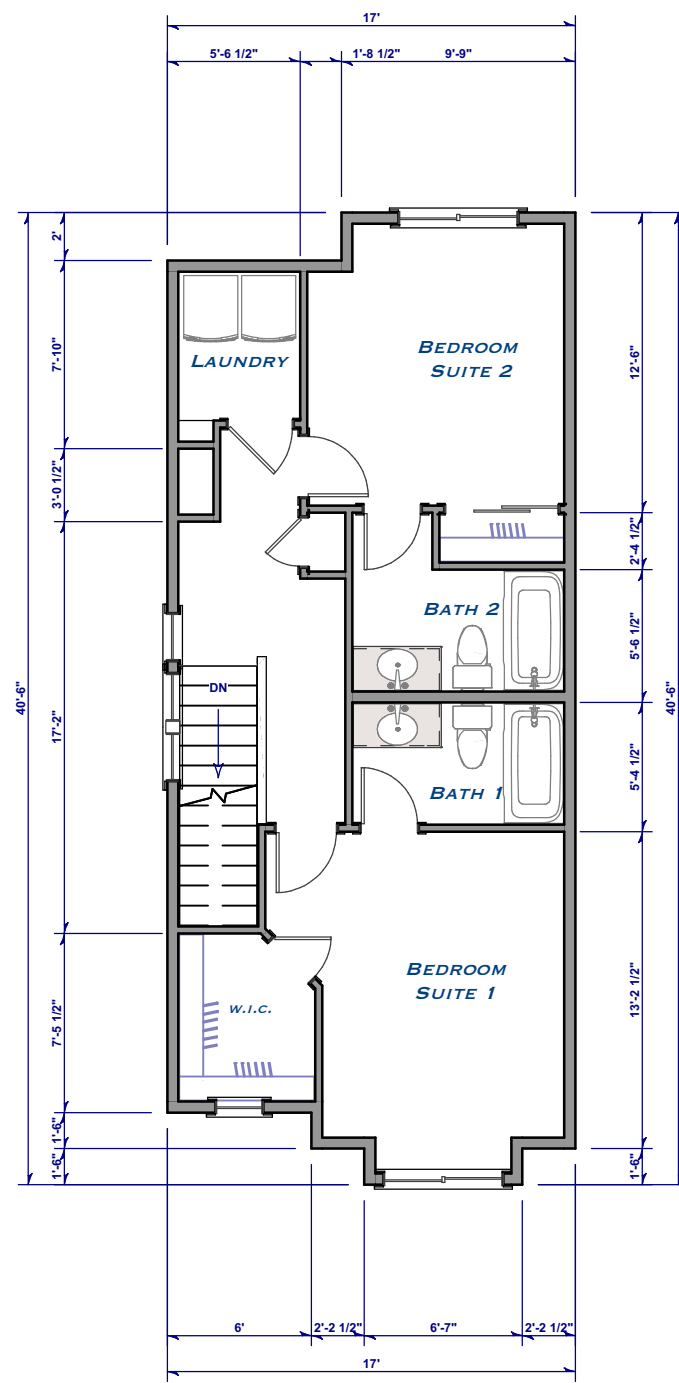 17'
5'-6 1/2"
1'-8 1/2"
9'-9"
2'
7'-10"
3'-0 1/2"
17'-2"
7'-5 1/2"
1'-6"
1'-6"
40'-6"
LAUNDRY
BEDROOM
SUITE 2
BATH 2
DN
BATH 1
BEDROOM
SUITE 1
W.I.C.
12'-6"
2'-4 1/2"
5'-6 1/2"
5'-4 1/2"
13'-2 1/2"
1'-6"
40'-6"
6'
2'-2 1/2"
6'-7"
2'-2 1/2"
17'